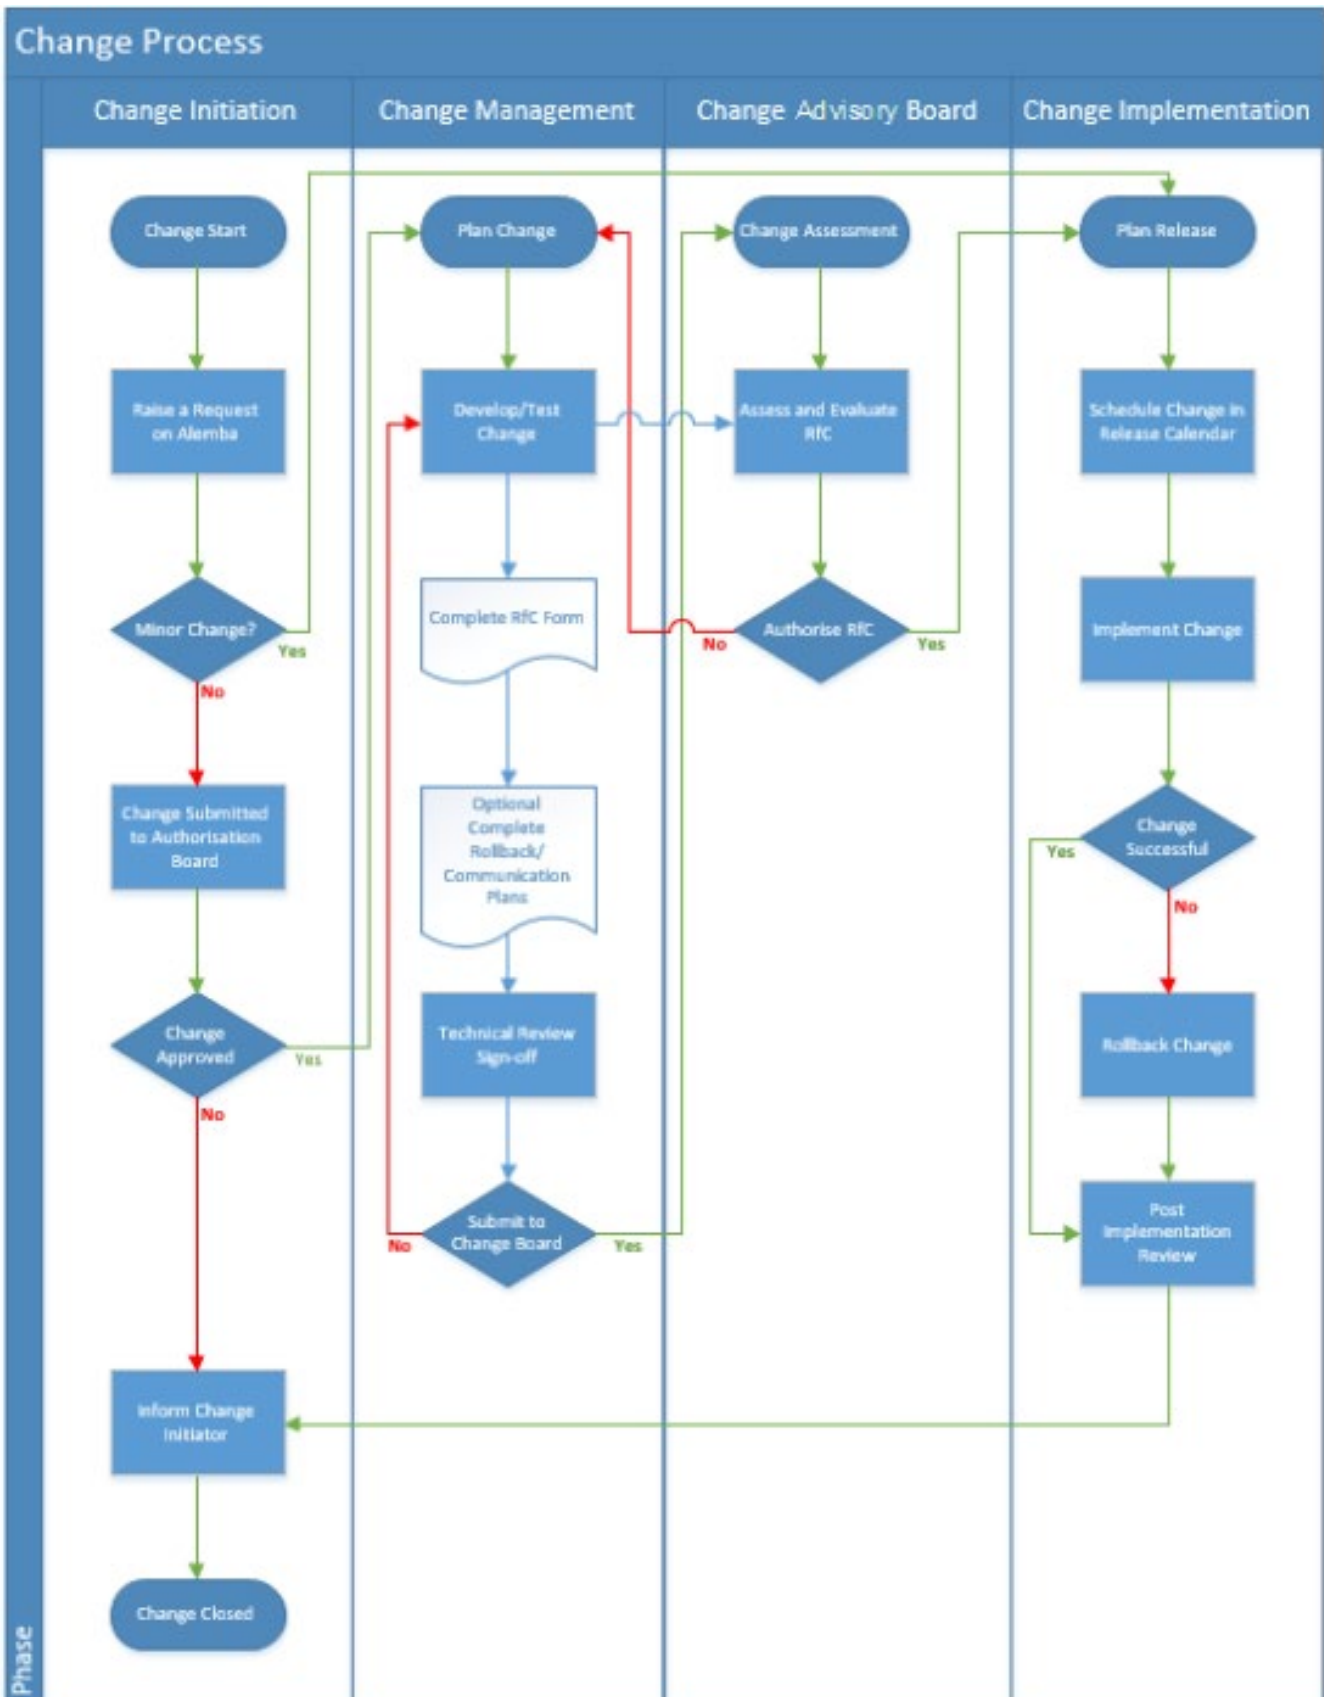 Change Process
Change Initiation
Change Management
Change Advisory Board
Change Implementation
Change Start
Raise a Request
on Alemba
Minor Change?
Yes
No
Change Submitted
to Authorisation
Board
Change
Approved
Yes
No
Inform Change
Initiator
Change Closed
Plan Change
Develop/Test
Change
Complete RfC Form
Optional
Complete
Rollback/
Communication
Plans
Technical Review
Sign-off
Submit to
Change Board
No
Yes
Change Assessment
Assess and Evaluate
RfC
Authorise RfC
No
Yes
Plan Release
Schedule Change in
Release Calendar
Implement Change
Change
Successful
Yes
No
Rollback Change
Post
Implementation
Review
Phase